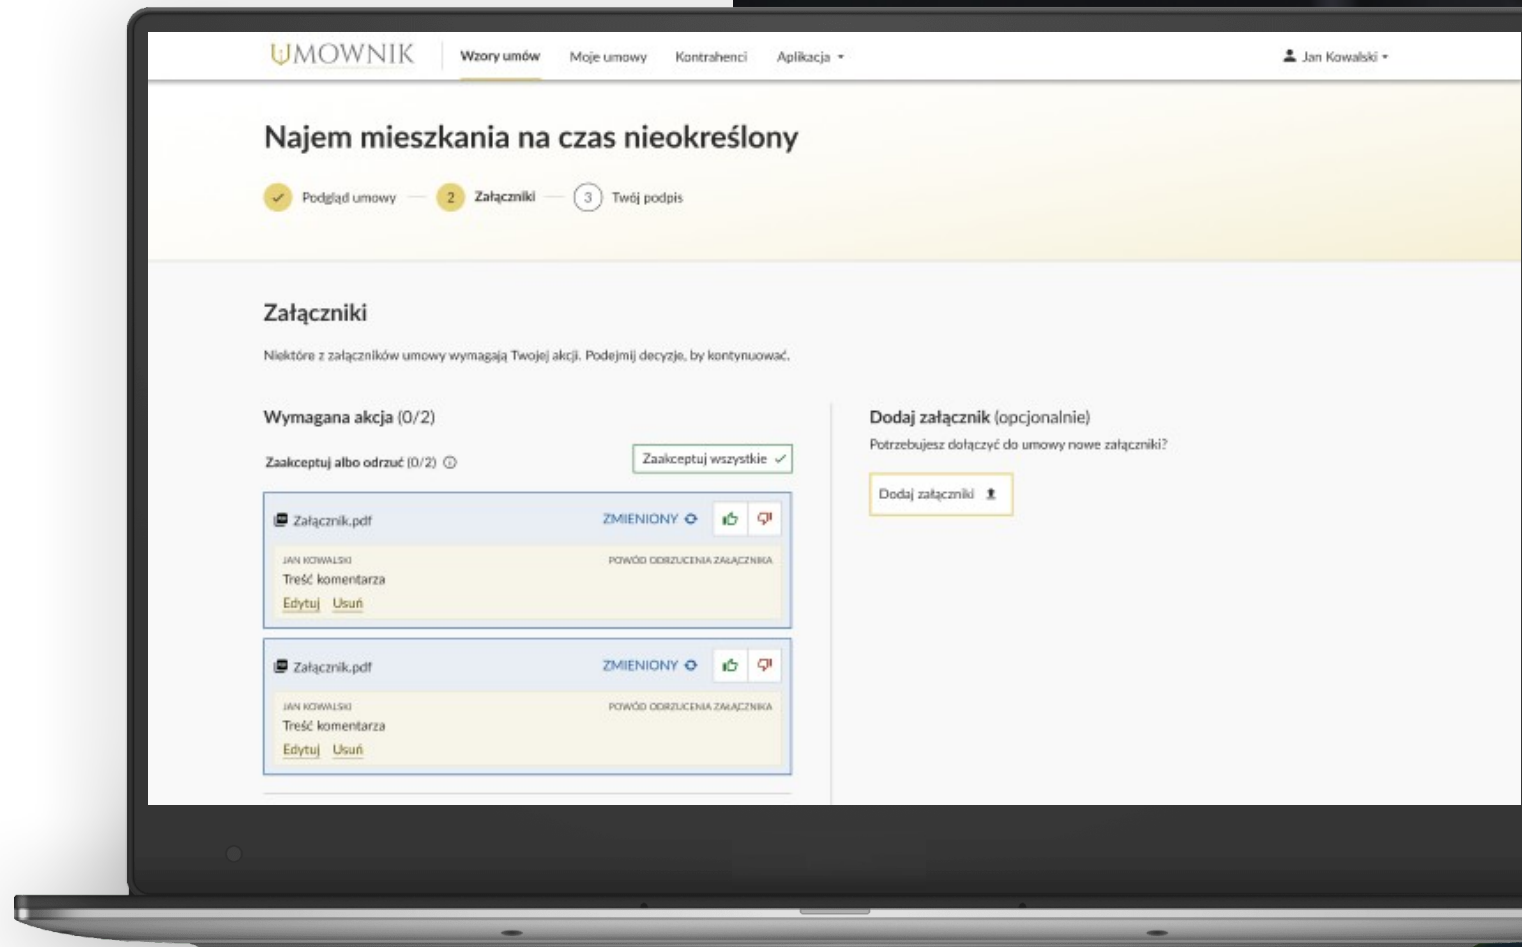 UMOWNIK
Wzory umów
Moje umowy
Kontrahenci
Aplikacja
Jan Kowalski
Najem mieszkania na czas nieokreślony
Podgląd umowy
2 Załączniki
3 Twój podpis
Załączniki
Niektóre z załączników umowy wymagają Twojej akcji. Podejmij decyzje, by kontynuować.
Wymagana akcja (0/2)
Zaakceptuj albo odrzuć (0/2)
Zaakceptuj wszystkie
Załącznik.pdf
ZMIENIONY
JAN KOWALSKI
POWÓD ODRZUCENIA ZAŁĄCZNIKA
Treść komentarza
Edytuj Usuń
Załącznik.pdf
ZMIENIONY
JAN KOWALSKI
POWÓD ODRZUCENIA ZAŁĄCZNIKA
Treść komentarza
Edytuj Usuń
Dodaj załącznik (opcjonalnie)
Potrzebujesz dołączyć do umowy nowe załączniki?
Dodaj załączniki